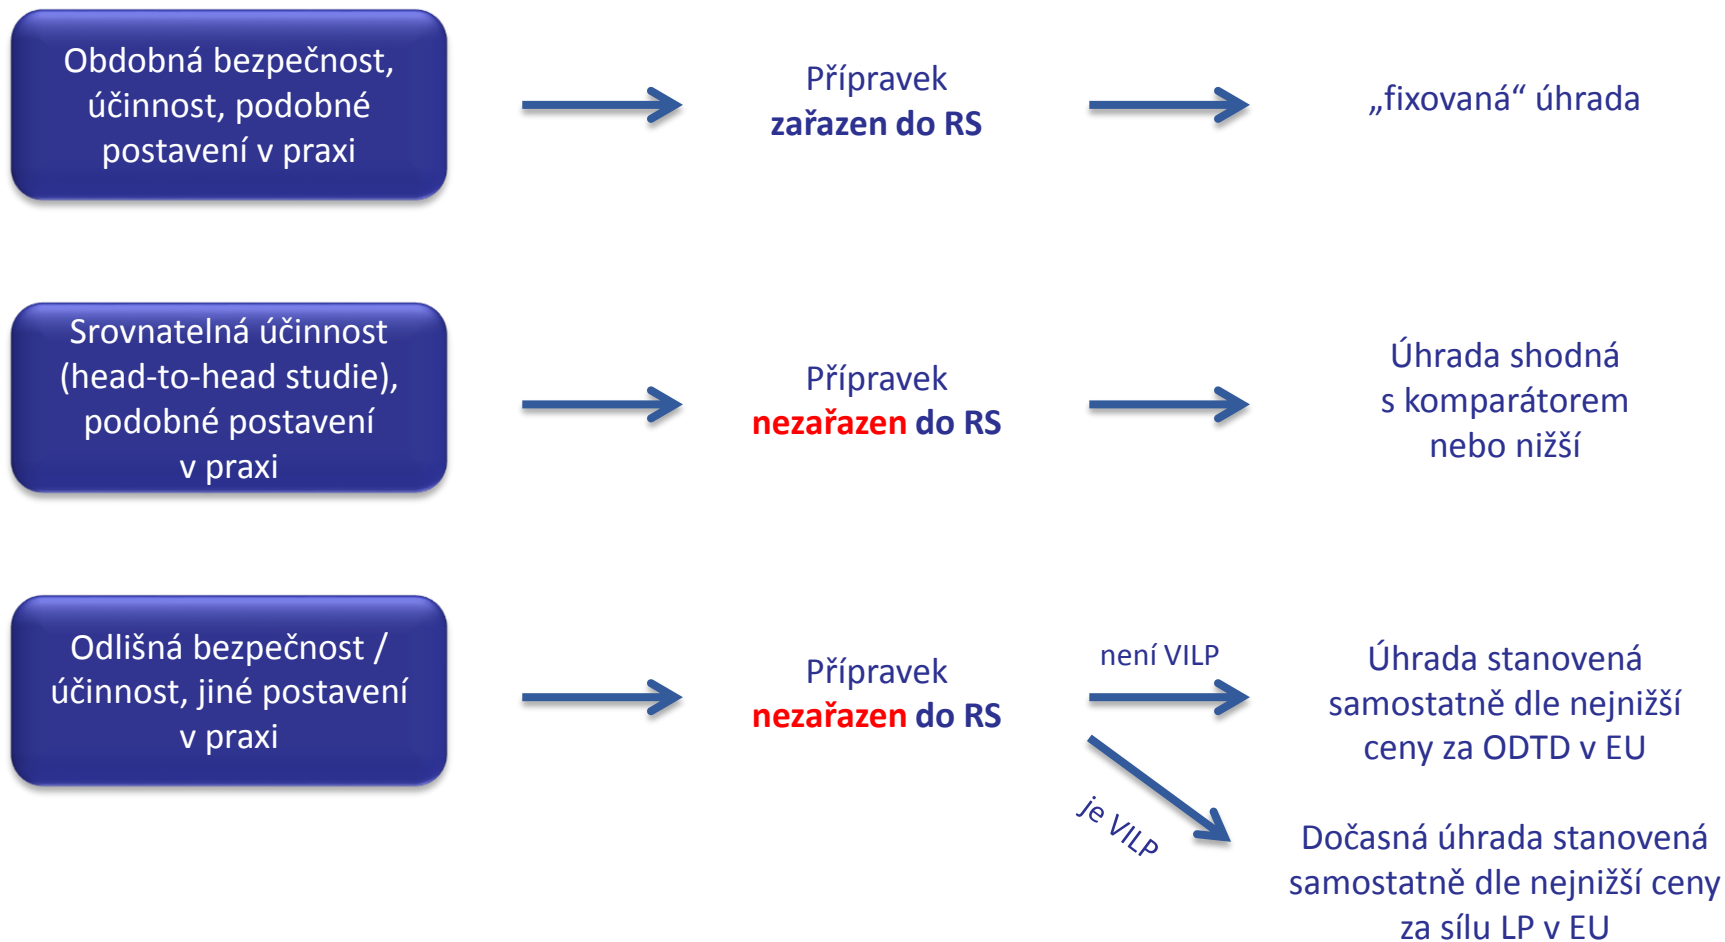 Obdobná bezpečnost,
účinnost, podobné
postavení v praxi
Přípravek
zařazen do RS
„fixovaná“ úhrada
Srovnatelná účinnost
(head-to-head studie),
podobné postavení
v praxi
Přípravek
nezařazen do RS
Úhrada shodná
s komparátorem
nebo nižší
Odlišná bezpečnost /
účinnost, jiné postavení
v praxi
Přípravek
nezařazen do RS
není VILP
Úhrada stanovená
samostatně dle nejnižší
ceny za ODTD v EU
je VILP
Dočasná úhrada stanovená
samostatně dle nejnižší ceny
za sílu LP v EU